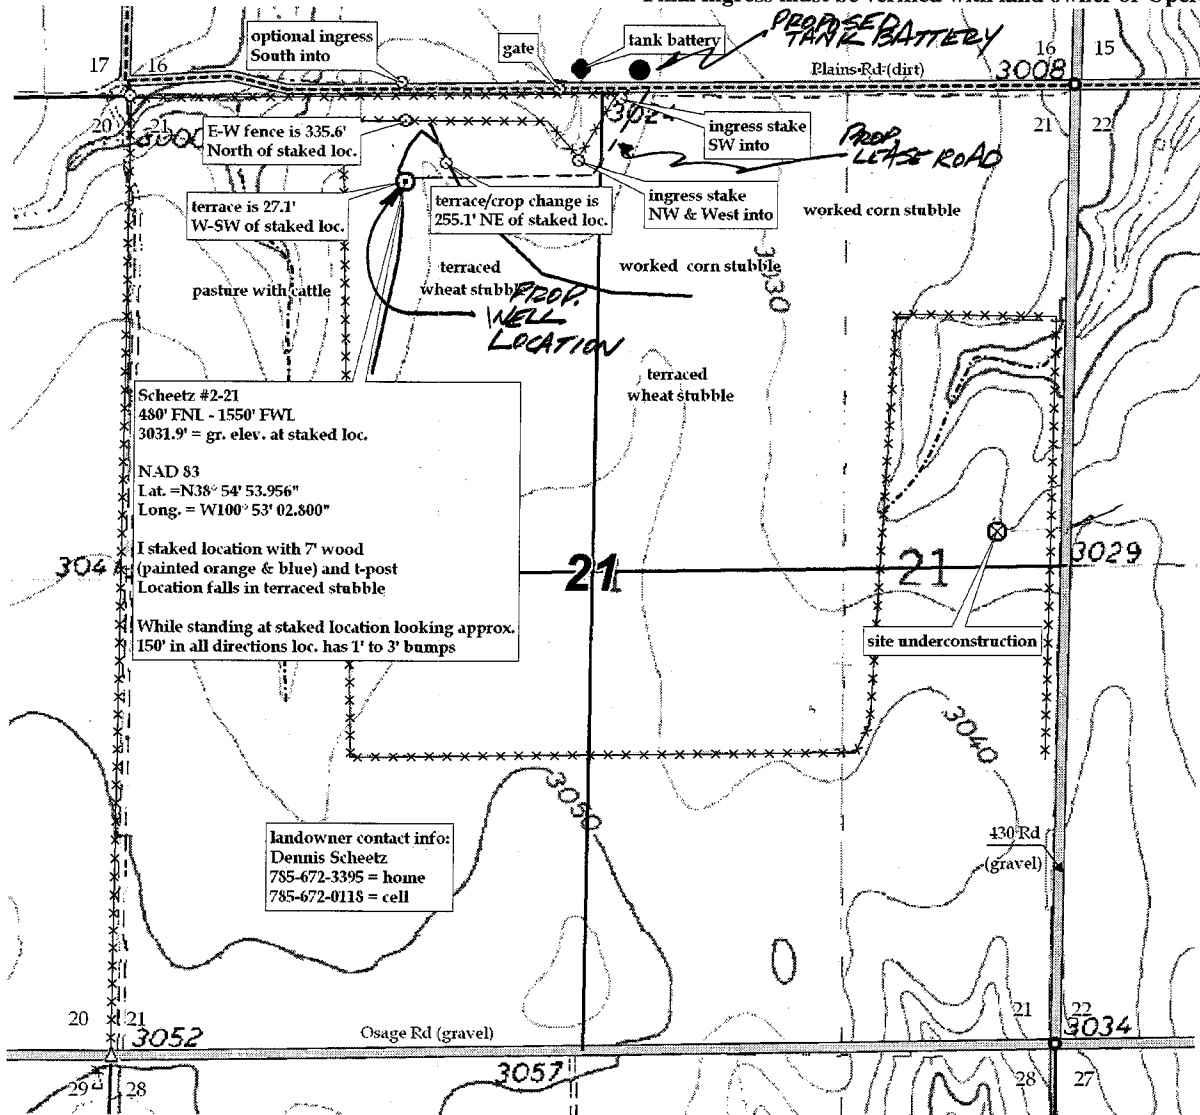 optional ingress
South into
gate
tank battery
PROPOSED
TANK BATTERY
Plains Rd (dirt)
3008
16
15
17
16
20
21
21
22
E-W fence is 335.6'
North of staked loc.
ingress stake
SW into
PROP.
LEASE ROAD
terrace is 27.1'
W-SW of staked loc.
terrace/crop change is
255.1' NE of staked loc.
ingress stake
NW & West into
worked corn stubble
pasture with cattle
terraced
wheat stubble
worked corn stubble
3030
PROP.
WELL
LOCATION
terraced
wheat stubble
Scheetz #2-21
480' FNL - 1550' FWL
3031.9' = gr. elev. at staked loc.
NAD 83
Lat. =N38° 54' 53.956"
Long. = W100° 53' 02.800"
I staked location with 7' wood
(painted orange & blue) and t-post
Location falls in terraced stubble
While standing at staked location looking approx.
150' in all directions loc. has 1' to 3' bumps
21
21
3029
site underconstruction
3040
3050
landowner contact info:
Dennis Scheetz
785-672-3395 = home
785-672-0118 = cell
430 Rd
(gravel)
20
21
3052
Osage Rd (gravel)
21
22
3034
29
28
3057
28
27